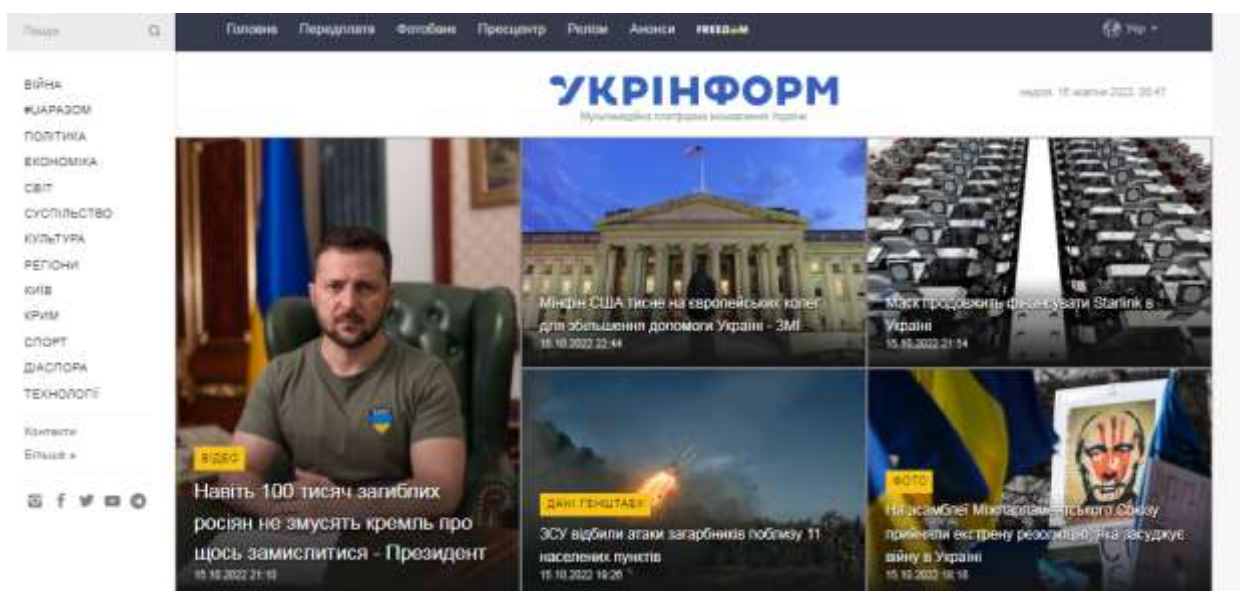 Пошук
Головна Передплата Фотобанк Пресцентр Релізи Анонси FREEДОМ Укр
УКРІНФОРМ
Мультимедійна платформа іномовлення України
неділя, 16 жовтня 2022, 00:47
ВІЙНА
#UАРАЗОМ
ПОЛІТИКА
ЕКОНОМІКА
СВІТ
СУСПІЛЬСТВО
КУЛЬТУРА
РЕГІОНИ
КИЇВ
КРИМ
СПОРТ
ДІАСПОРА
ТЕХНОЛОГІЇ
Контакти
Більше
ВІДЕО
Навіть 100 тисяч загиблих
росіян не змусять кремль про
щось замислитися - Президент
15.10.2022 21:10
Мінфін США тисне на європейських колег
для збільшення допомоги Україні - ЗМІ
15.10.2022 22:44
Маск продовжить фінансувати Starlink в
Україні
15.10.2022 21:54
ДАНІ ГЕНШТАБУ
ЗСУ відбили атаки загарбників поблизу 11
населених пунктів
15.10.2022 19:26
ФОТО
На асамблеї Міжпарламентського Союзу
прийняли екстрену резолюцію, яка засуджує
війну в Україні
15.10.2022 18:18